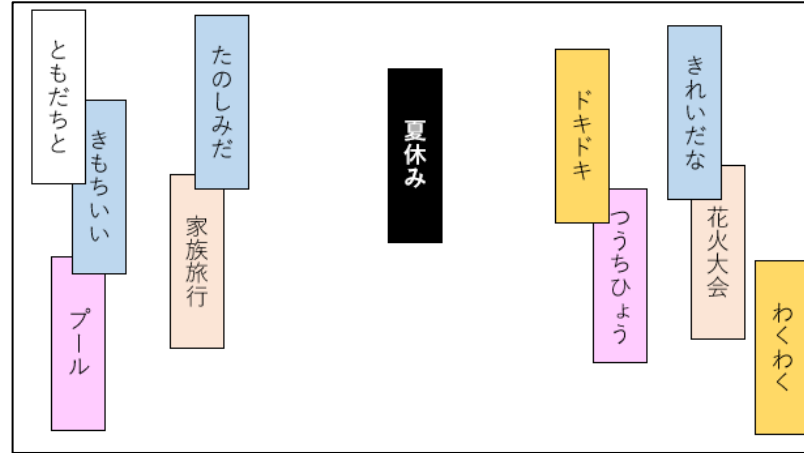 わくわく
きれいだな
花火大会
ドキドキ
つうちひょう
夏休み
たのしみだ
家族旅行
ともだちと
きもちいい
プール